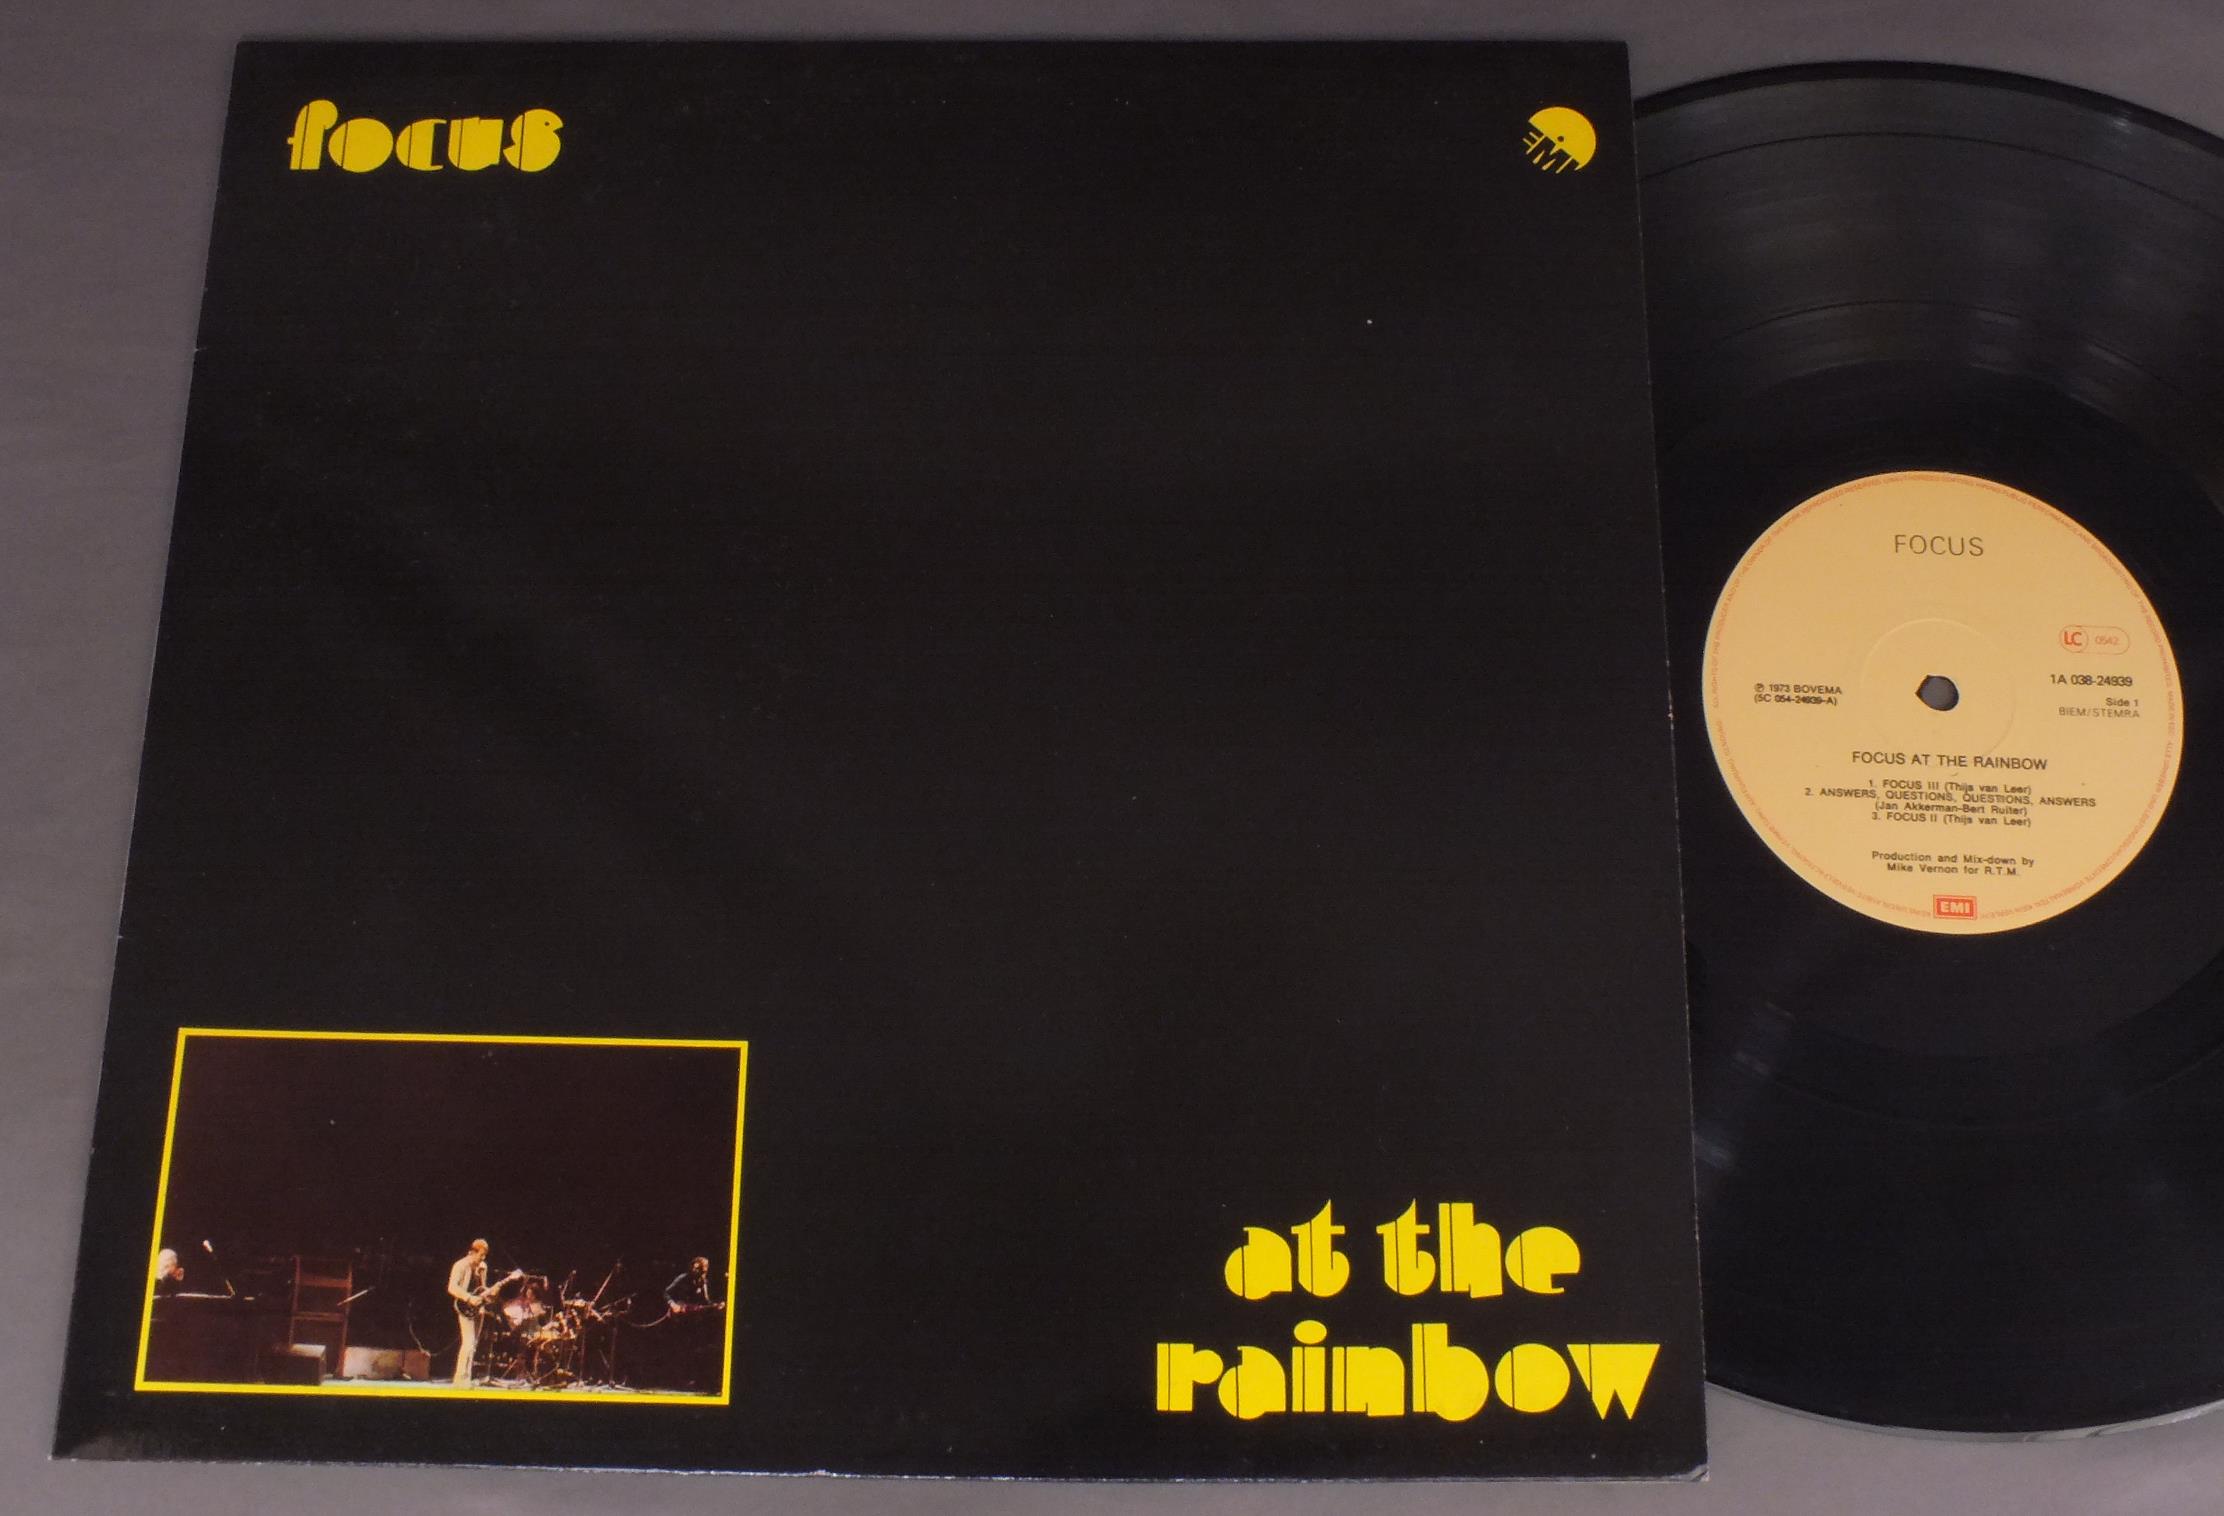 focus
EMI
at the
rainbow
FOCUS
LC 0542
1A 038-24939
℗ 1973 BOVEMA
(5C 054-24939-A)
Side 1
BIEM/STEMRA
FOCUS AT THE RAINBOW
1. FOCUS III (Thijs van Leer)
2. ANSWERS, QUESTIONS, QUESTIONS, ANSWERS
(Jan Akkerman-Bert Ruiter)
3. FOCUS II (Thijs van Leer)
Production and Mix-down by
Mike Vernon for R.T.M.
EMI